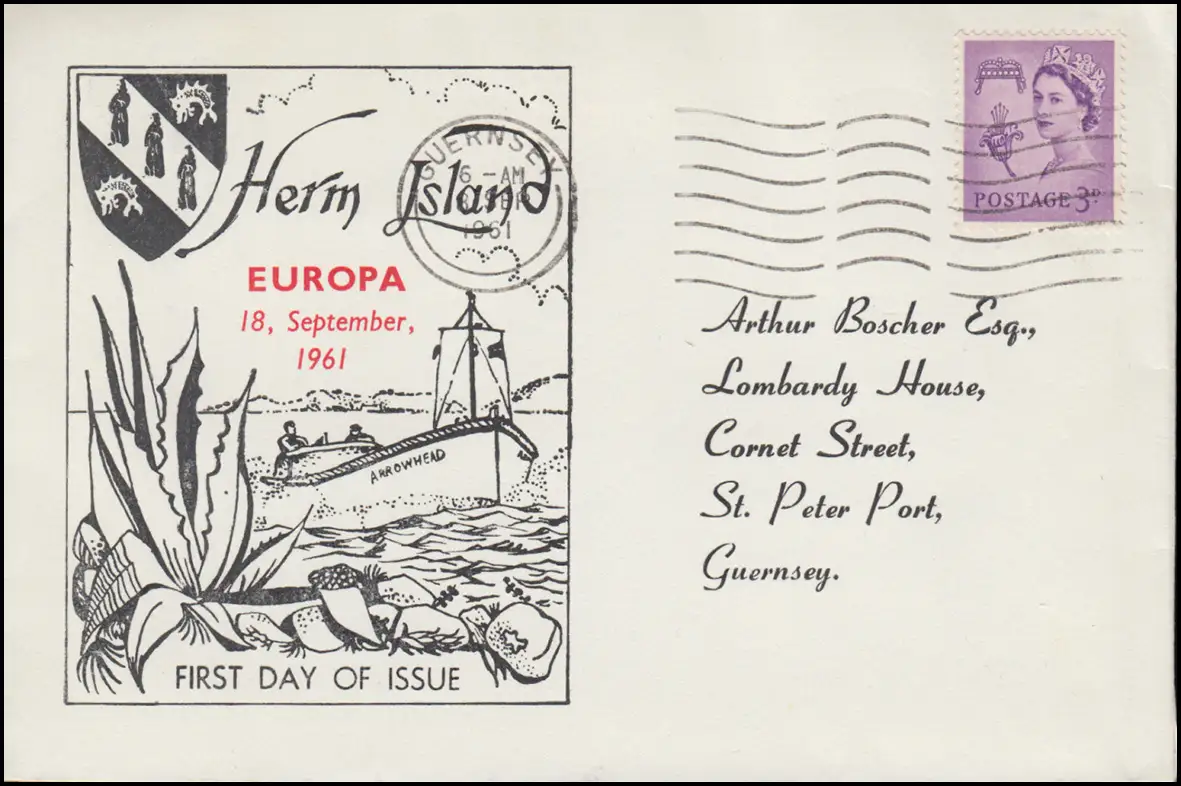 Herm Island
EUROPA
18, September,
1961
ARROWHEAD
FIRST DAY OF ISSUE
GUERNSEY
6 - AM
SEP
1961
POSTAGE 3D
Arthur Boscher Esq.,
Lombardy House,
Cornet Street,
St. Peter Port,
Guernsey.